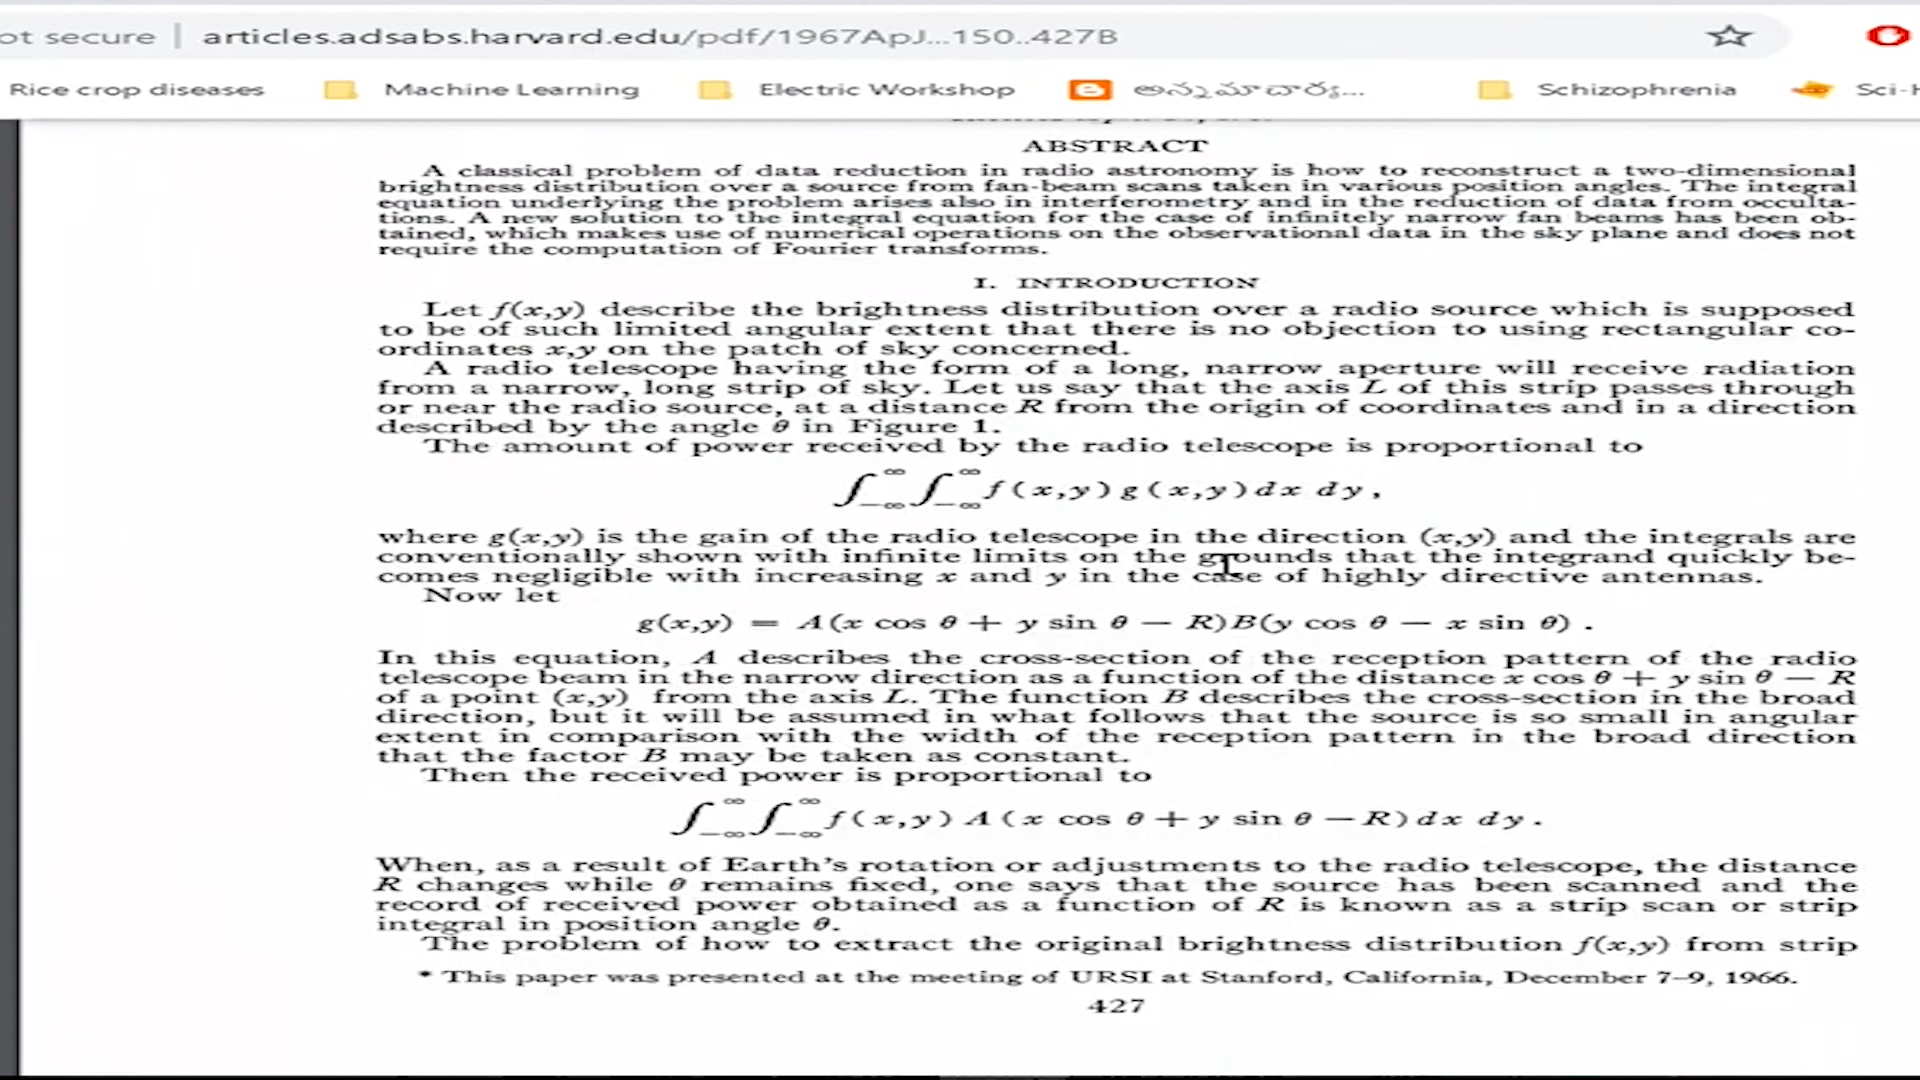 ot secure | articles.adsabs.harvard.edu/pdf/1967ApJ...150..427B
Rice crop diseases Machine Learning Electric Workshop అన్నమాచార్య... Schizophrenia Sci-H
ABSTRACT
A classical problem of data reduction in radio astronomy is how to reconstruct a two-dimensional
brightness distribution over a source from fan-beam scans taken in various position angles. The integral
equation underlying the problem arises also in interferometry and in the reduction of data from occulta-
tions. A new solution to the integral equation for the case of infinitely narrow fan beams has been ob-
tained, which makes use of numerical operations on the observational data in the sky plane and does not
require the computation of Fourier transforms.
I. INTRODUCTION
Let f(x,y) describe the brightness distribution over a radio source which is supposed
to be of such limited angular extent that there is no objection to using rectangular co-
ordinates x,y on the patch of sky concerned.
A radio telescope having the form of a long, narrow aperture will receive radiation
from a narrow, long strip of sky. Let us say that the axis L of this strip passes through
or near the radio source, at a distance R from the origin of coordinates and in a direction
described by the angle θ in Figure 1.
The amount of power received by the radio telescope is proportional to
∫_{-∞}^{∞} ∫_{-∞}^{∞} f(x,y) g(x,y) dx dy,
where g(x,y) is the gain of the radio telescope in the direction (x,y) and the integrals are
conventionally shown with infinite limits on the grounds that the integrand quickly be-
comes negligible with increasing x and y in the case of highly directive antennas.
Now let
g(x,y) = A(x cos θ + y sin θ − R)B(y cos θ − x sin θ) .
In this equation, A describes the cross-section of the reception pattern of the radio
telescope beam in the narrow direction as a function of the distance x cos θ + y sin θ − R
of a point (x,y) from the axis L. The function B describes the cross-section in the broad
direction, but it will be assumed in what follows that the source is so small in angular
extent in comparison with the width of the reception pattern in the broad direction
that the factor B may be taken as constant.
Then the received power is proportional to
∫_{-∞}^{∞} ∫_{-∞}^{∞} f(x,y) A(x cos θ + y sin θ − R) dx dy.
When, as a result of Earth's rotation or adjustments to the radio telescope, the distance
R changes while θ remains fixed, one says that the source has been scanned and the
record of received power obtained as a function of R is known as a strip scan or strip
integral in position angle θ.
The problem of how to extract the original brightness distribution f(x,y) from strip
* This paper was presented at the meeting of URSI at Stanford, California, December 7–9, 1966.
427